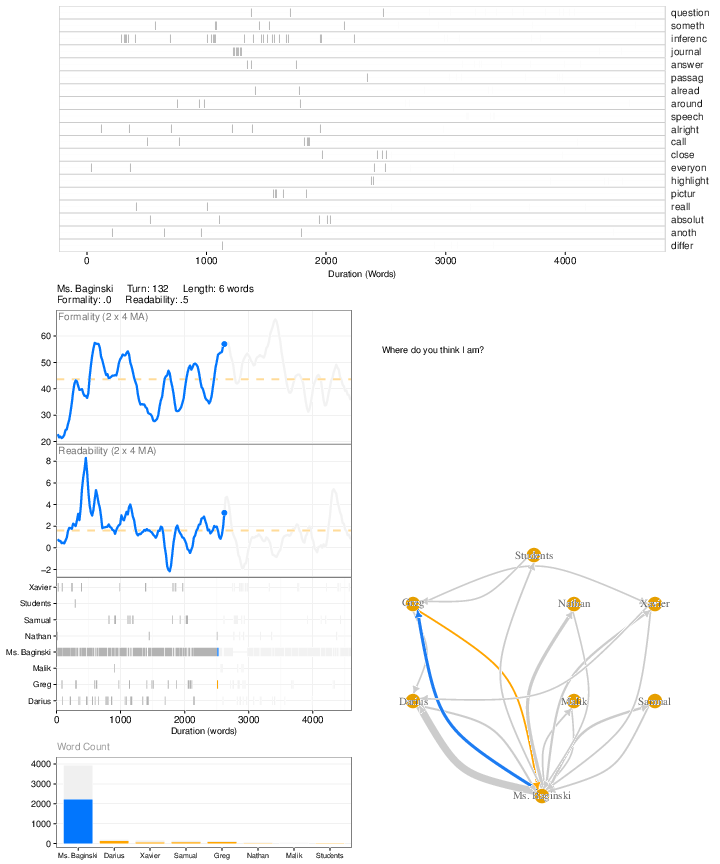 question
someth
inferenc
journal
answer
passag
alread
around
speech
alright
call
close
everyon
highlight
pictur
reall
absolut
anoth
differ
0 1000 2000 3000 4000
Duration (Words)
Ms. Baginski Turn: 132 Length: 6 words
Formality: .0 Readability: .5
Formality (2 x 4 MA)
60
50
40
30
20
Where do you think I am?
Readability (2 x 4 MA)
8
6
4
2
0
−2
Xavier
Students
Samual
Nathan
Ms. Baginski
Malik
Greg
Darius
0 1000 2000 3000 4000
Duration (words)
Students
Greg Nathan Xavier
Darius Malik Samual
Ms. Baginski
Word Count
4000
3000
2000
1000
0
Ms. Baginski Darius Xavier Samual Greg Nathan Malik Students